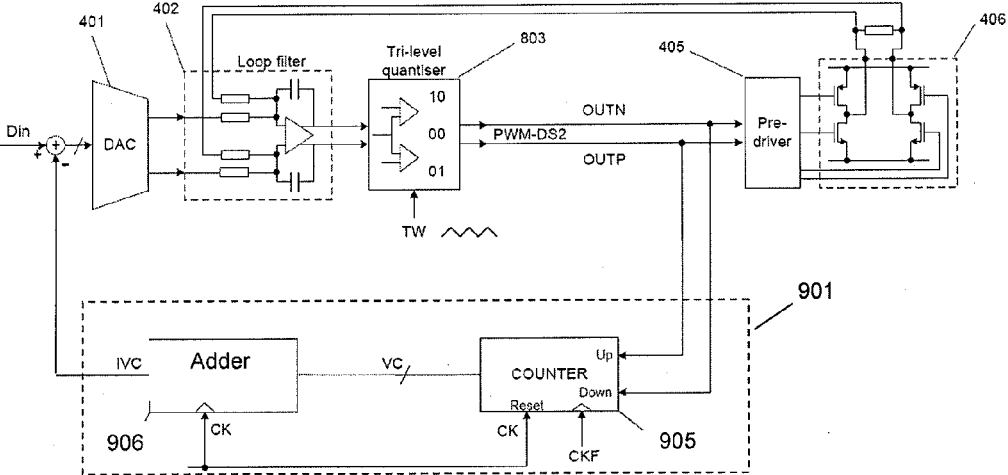 401
402
Loop filter
Tri-level
quantiser
803
405
406
Din
+
-
DAC
10
00
01
OUTN
PWM-DS2
OUTP
Pre-
driver
TW
901
IVC
Adder
VC
COUNTER
Up
Down
Reset
906
CK
CK
CKF
905